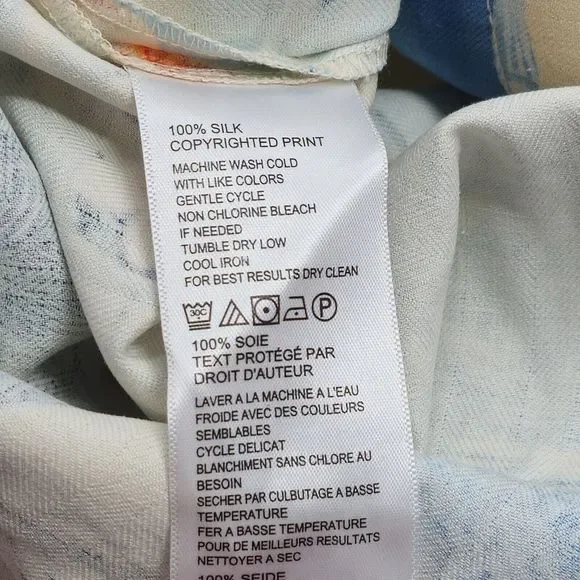 100% SILK
COPYRIGHTED PRINT
MACHINE WASH COLD
WITH LIKE COLORS
GENTLE CYCLE
NON CHLORINE BLEACH
IF NEEDED
TUMBLE DRY LOW
COOL IRON
FOR BEST RESULTS DRY CLEAN
30C P
100% SOIE
TEXT PROTÉGÉ PAR
DROIT D'AUTEUR
LAVER A LA MACHINE A L'EAU
FROIDE AVEC DES COULEURS
SEMBLABLES
CYCLE DELICAT
BLANCHIMENT SANS CHLORE AU
BESOIN
SECHER PAR CULBUTAGE A BASSE
TEMPERATURE
FER A BASSE TEMPERATURE
POUR DE MEILLEURS RESULTATS
NETTOYER A SEC
100% SEIDE